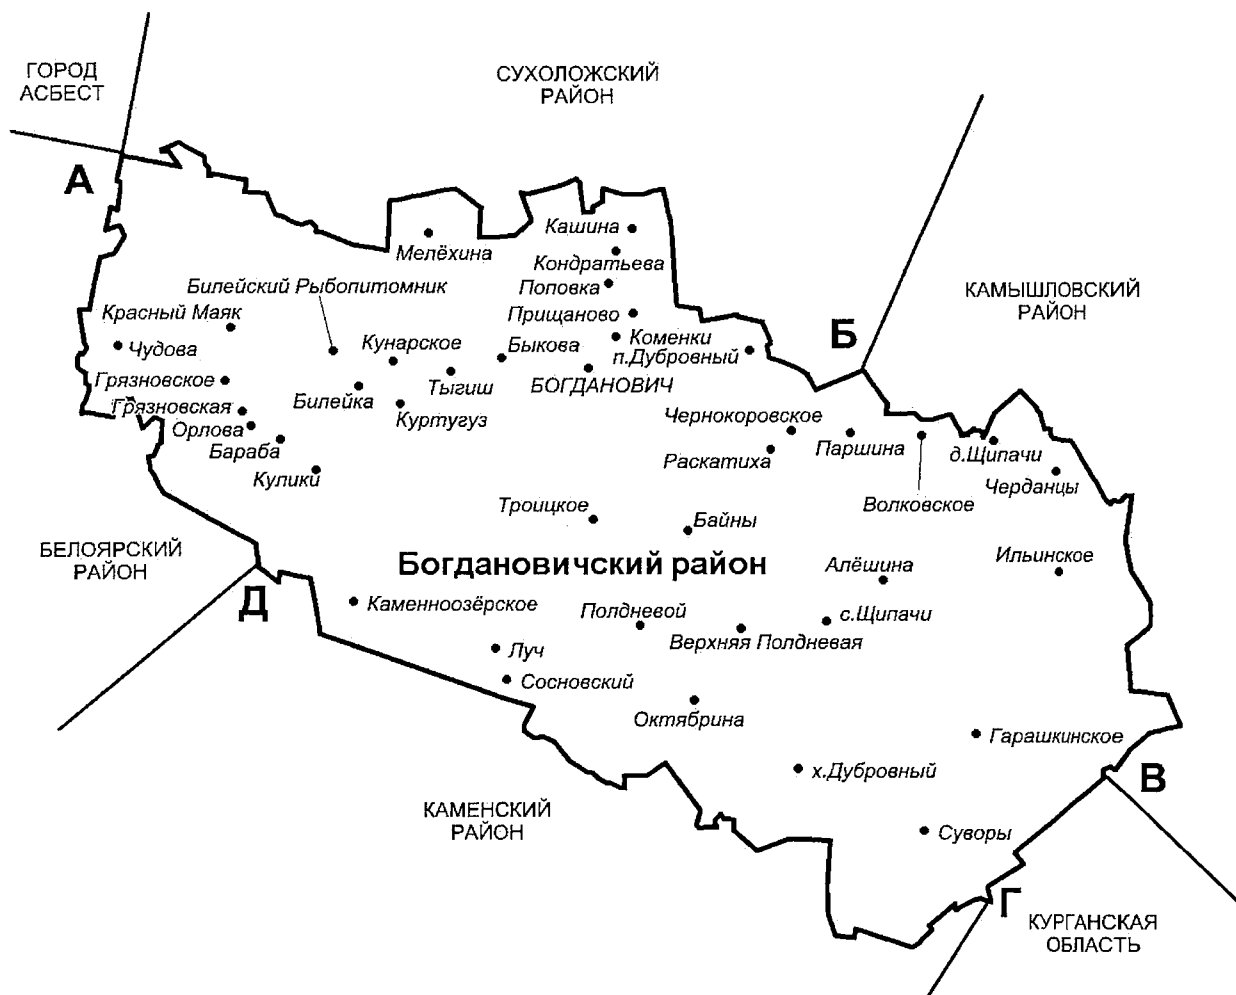 ГОРОД
АСБЕСТ
СУХОЛОЖСКИЙ
РАЙОН
А
Кашина
Мелёхина
Кондратьева
Билейский Рыбопитомник
Поповка
КАМЫШЛОВСКИЙ
РАЙОН
Красный Маяк
Прищаново
Б
Чудова
Кунарское
Быкова
Коменки
п.Дубровный
Грязновское
Тыгиш
БОГДАНОВИЧ
Билейка
Грязновская
Куртугуз
Чернокоровское
Орлова
Бараба
Паршина
д.Щипачи
Раскатиха
Кулики
Черданцы
Троицкое
Волковское
Байны
БЕЛОЯРСКИЙ
РАЙОН
Богдановичский район
Алёшина
Ильинское
Д
Каменноозёрское
Полдневой
с.Щипачи
Верхняя Полдневая
Луч
Сосновский
Октябрина
Гарашкинское
х.Дубровный
В
КАМЕНСКИЙ
РАЙОН
Суворы
Г
КУРГАНСКАЯ
ОБЛАСТЬ